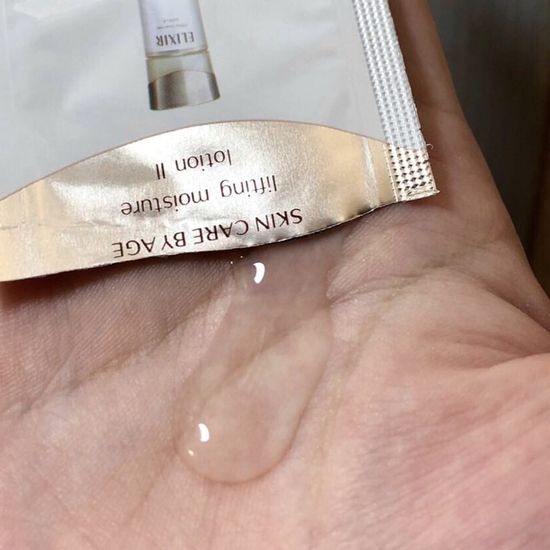 SKIN CARE BY AGE
lifting moisture
lotion II
ELIXIR